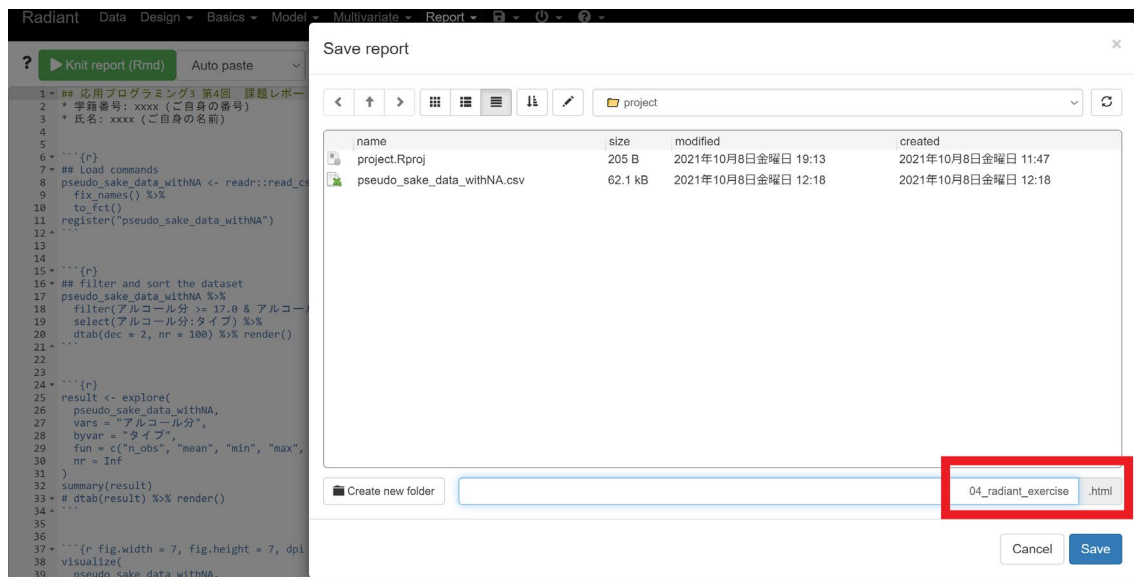 Radiant Data Design Basics Model Multivariate Report
Save report ×
? Knit report (Rmd) Auto paste
project
name size modified created
project.Rproj 205 B 2021年10月8日金曜日 19:13 2021年10月8日金曜日 11:47
pseudo_sake_data_withNA.csv 62.1 kB 2021年10月8日金曜日 12:18 2021年10月8日金曜日 12:18
1 ## 応用プログラミング3 第4回 課題レポー
2 * 学籍番号: xxxx (ご自身の番号)
3 * 氏名: xxxx (ご自身の名前)
4
5
6 ```{r}
7 ## Load commands
8 pseudo_sake_data_withNA <- readr::read_cs
9 fix_names() %>%
10 to_fct()
11 register("pseudo_sake_data_withNA")
12 ```
13
14
15 ```{r}
16 ## filter and sort the dataset
17 pseudo_sake_data_withNA %>%
18 filter(アルコール分 >= 17.0 & アルコー
19 select(アルコール分:タイプ) %>%
20 dtab(dec = 2, nr = 100) %>% render()
21 ```
22
23
24 ```{r}
25 result <- explore(
26 pseudo_sake_data_withNA,
27 vars = "アルコール分",
28 byvar = "タイプ",
29 fun = c("n_obs", "mean", "min", "max",
30 nr = Inf
31 )
32 summary(result)
33 # dtab(result) %>% render()
34 ```
35
36
37 ```{r fig.width = 7, fig.height = 7, dpi
38 visualize(
39 pseudo_sake_data_withNA,
Create new folder 04_radiant_exercise .html
Cancel Save